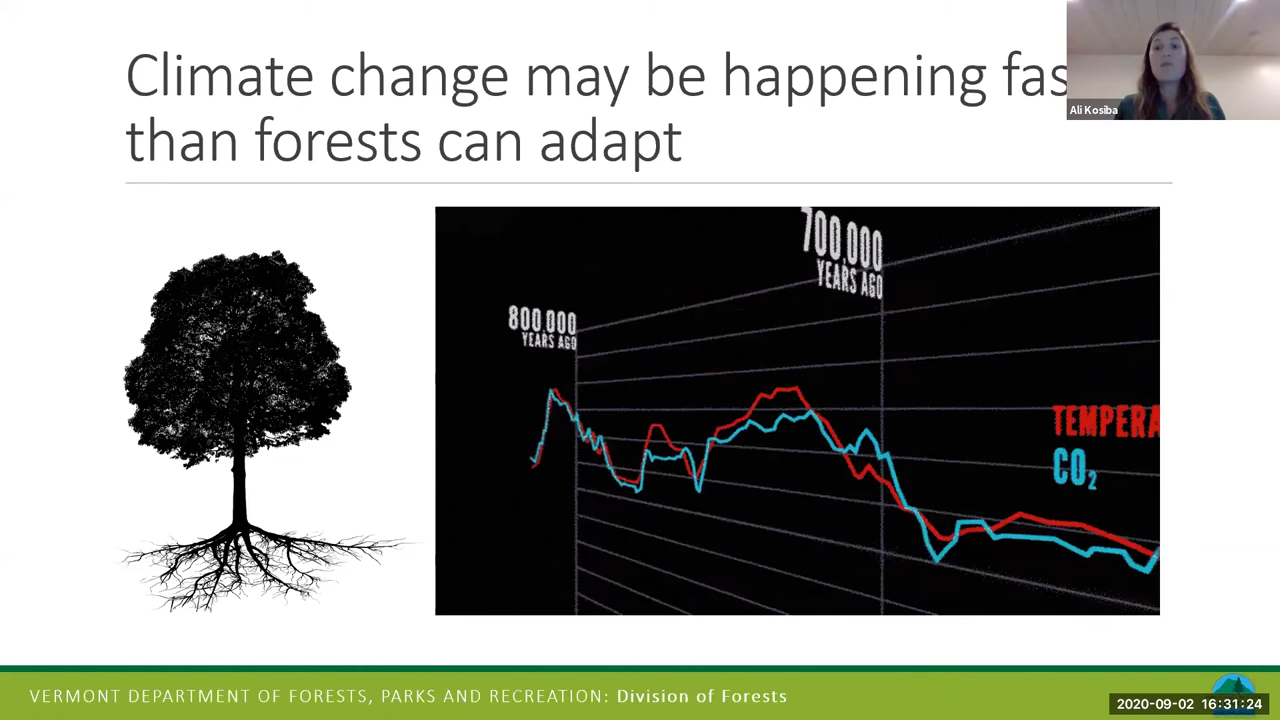 Climate change may be happening fas
than forests can adapt
Ali Kosiba
700,000
YEARS AGO
800,000
YEARS AGO
TEMPERA
CO₂
VERMONT DEPARTMENT OF FORESTS, PARKS AND RECREATION: Division of Forests
2020-09-02 16:31:24